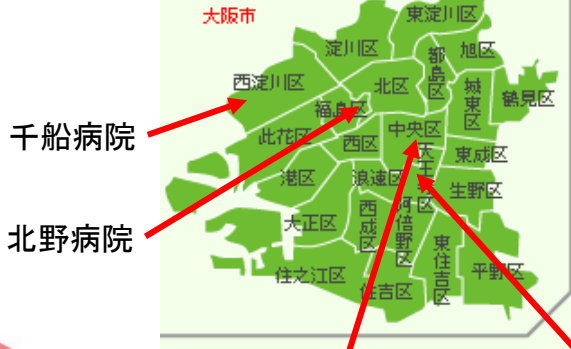 大阪市
東淀川区
淀川区
旭区
都島区
西淀川区
北区
城東区
鶴見区
福島区
千船病院
此花区
西区
中央区
東成区
天王寺区
港区
浪速区
生野区
大正区
西成区
阿倍野区
北野病院
東住吉区
平野区
住之江区
住吉区